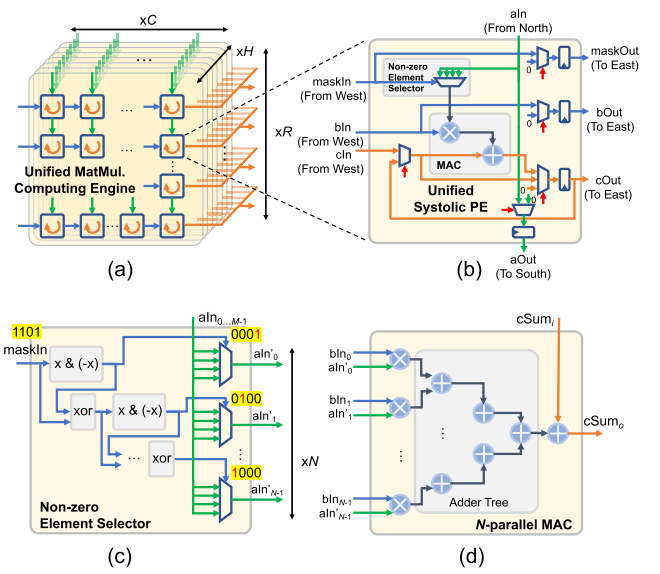 xC
xH
xR
...
...
...
Unified MatMul.
Computing Engine
...
...
(a)
aIn
(From North)
maskIn
(From West)
Non-zero
Element
Selector
0
maskOut
(To East)
bIn
(From West)
0
bOut
(To East)
cIn
(From West)
MAC
0
0
cOut
(To East)
Unified
Systolic PE
aOut
(To South)
(b)
1101
maskIn
aIn0...M-1
0001
x & (-x)
aIn'0
xor
x & (-x)
0100
aIn'1
...
...
xor
1000
...
xN
aIn'N-1
Non-zero
Element Selector
(c)
cSumi
bIn0
aIn'0
bIn1
aIn'1
...
...
cSumo
bInN-1
aIn'N-1
Adder Tree
N-parallel MAC
(d)